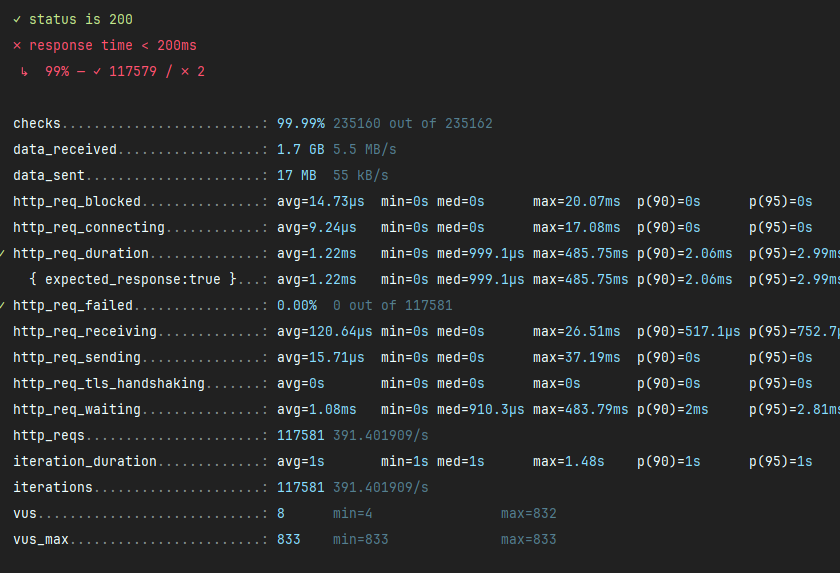 ✓ status is 200
✗ response time < 200ms
↳ 99% — ✓ 117579 / ✗ 2
checks.........................: 99.99% 235160 out of 235162
data_received..................: 1.7 GB 5.5 MB/s
data_sent......................: 17 MB 55 kB/s
http_req_blocked...............: avg=14.73µs min=0s med=0s max=20.07ms p(90)=0s p(95)=0s
http_req_connecting............: avg=9.24µs min=0s med=0s max=17.08ms p(90)=0s p(95)=0s
✓ http_req_duration..............: avg=1.22ms min=0s med=999.1µs max=485.75ms p(90)=2.06ms p(95)=2.99ms
{ expected_response:true }...: avg=1.22ms min=0s med=999.1µs max=485.75ms p(90)=2.06ms p(95)=2.99ms
✓ http_req_failed................: 0.00% 0 out of 117581
http_req_receiving.............: avg=120.64µs min=0s med=0s max=26.51ms p(90)=517.1µs p(95)=752.7µ
http_req_sending...............: avg=15.71µs min=0s med=0s max=37.19ms p(90)=0s p(95)=0s
http_req_tls_handshaking.......: avg=0s min=0s med=0s max=0s p(90)=0s p(95)=0s
http_req_waiting...............: avg=1.08ms min=0s med=910.3µs max=483.79ms p(90)=2ms p(95)=2.81ms
http_reqs......................: 117581 391.401909/s
iteration_duration.............: avg=1s min=1s med=1s max=1.48s p(90)=1s p(95)=1s
iterations.....................: 117581 391.401909/s
vus............................: 8 min=4 max=832
vus_max........................: 833 min=833 max=833